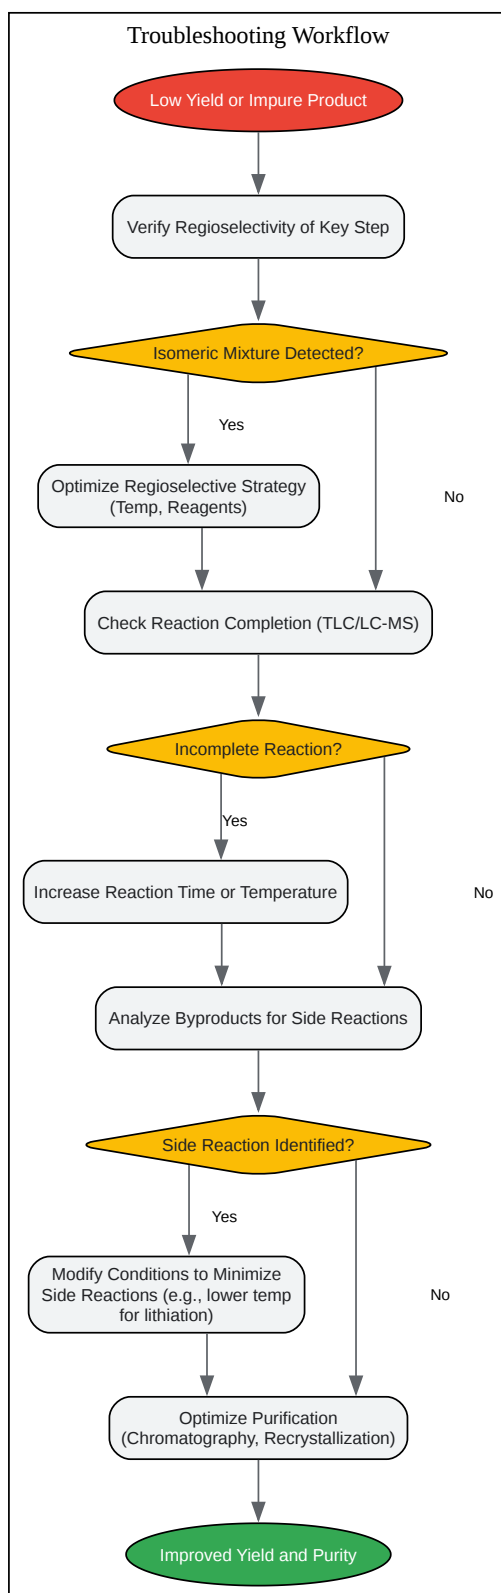 Troubleshooting Workflow
Low Yield or Impure Product
Verify Regioselectivity of Key Step
Isomeric Mixture Detected?
Yes
Optimize Regioselective Strategy
(Temp, Reagents)
No
Check Reaction Completion (TLC/LC-MS)
Incomplete Reaction?
Yes
Increase Reaction Time or Temperature
No
Analyze Byproducts for Side Reactions
Side Reaction Identified?
Yes
Modify Conditions to Minimize
Side Reactions (e.g., lower temp
for lithiation)
No
Optimize Purification
(Chromatography, Recrystallization)
Improved Yield and Purity